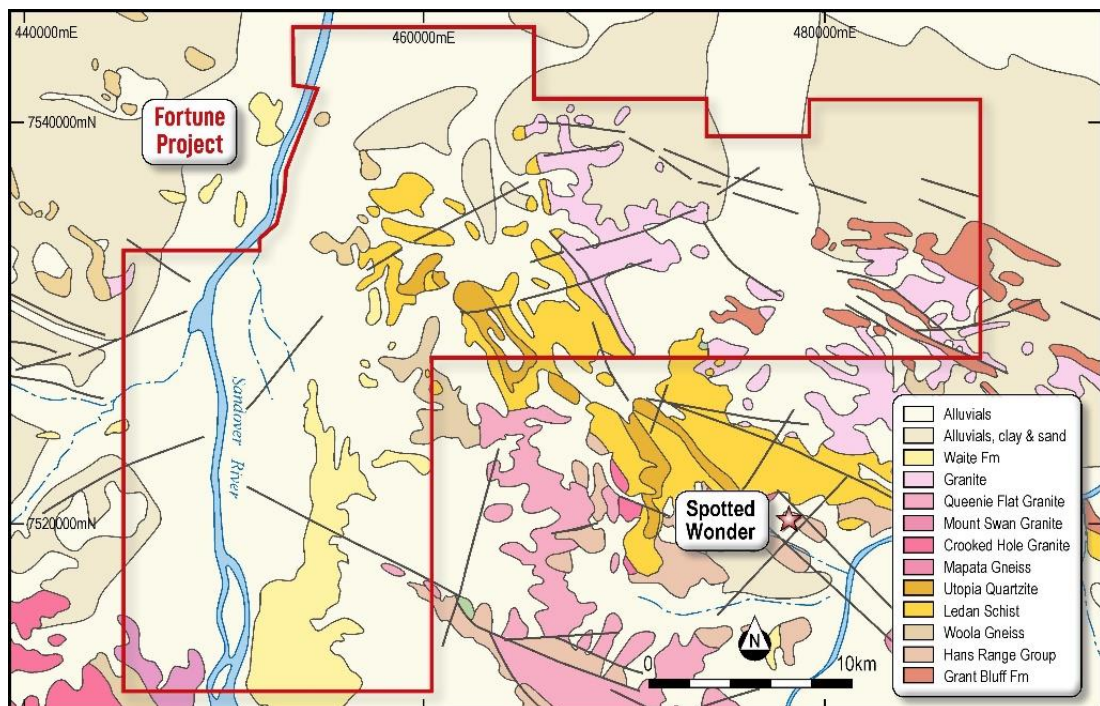 440000mE
460000mE
480000mE
7540000mN
Fortune
Project
Sandover River
7520000mN
Spotted
Wonder
Alluvials
Alluvials, clay & sand
Waite Fm
Granite
Queenie Flat Granite
Mount Swan Granite
Crooked Hole Granite
Mapata Gneiss
Utopia Quartzite
Ledan Schist
Woola Gneiss
Hans Range Group
Grant Bluff Fm
N
0
10km